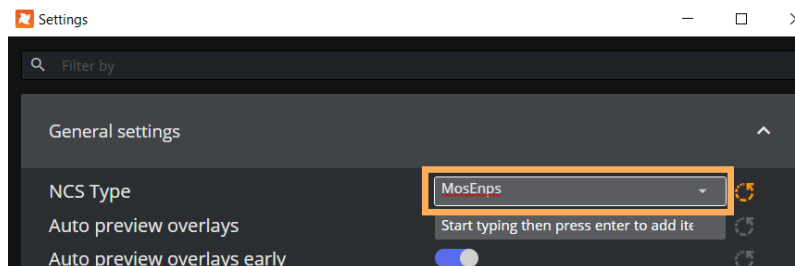 Settings
Filter by
General settings
NCS Type MosEnps
Auto preview overlays Start typing then press enter to add ite
Auto preview overlays early